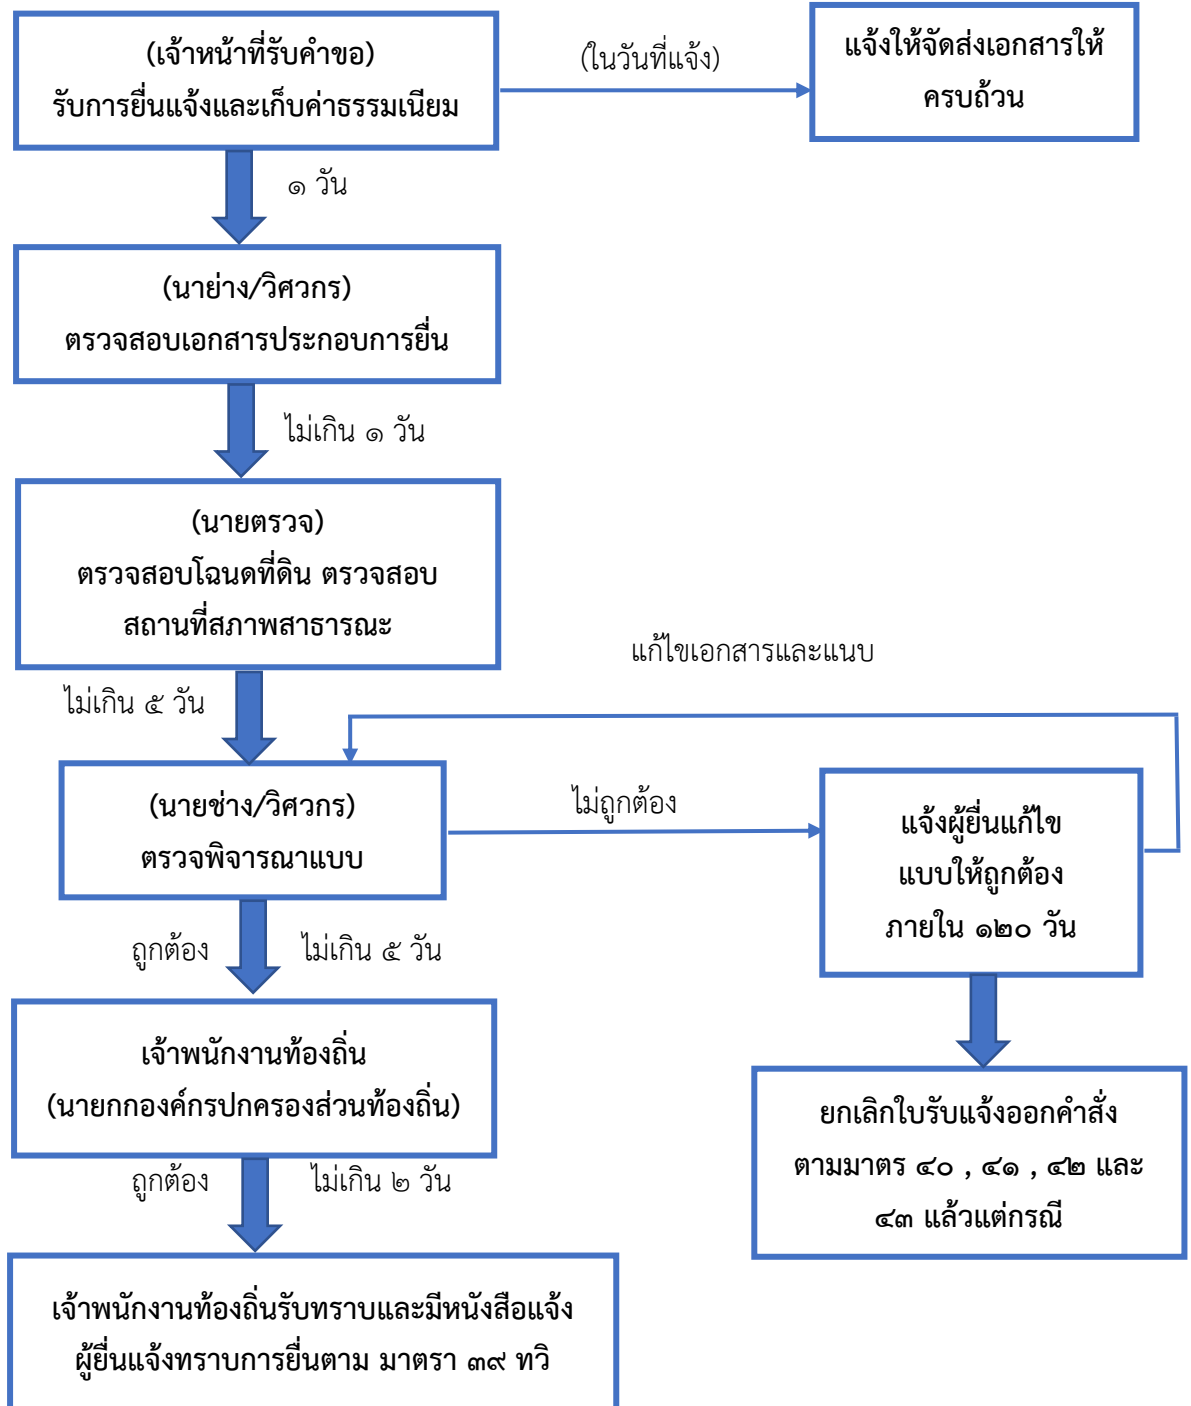 (เจ้าหน้าที่รับคำขอ)
รับการยื่นแจ้งและเก็บค่าธรรมเนียม
(ในวันที่แจ้ง)
แจ้งให้จัดส่งเอกสารให้
ครบถ้วน
๑ วัน
(นาย่าง/วิศวกร)
ตรวจสอบเอกสารประกอบการยื่น
ไม่เกิน ๑ วัน
(นายตรวจ)
ตรวจสอบโฉนดที่ดิน ตรวจสอบ
สถานที่สภาพสาธารณะ
แก้ไขเอกสารและแนบ
ไม่เกิน ๕ วัน
(นายช่าง/วิศวกร)
ตรวจพิจารณาแบบ
ไม่ถูกต้อง
แจ้งผู้ยื่นแก้ไข
แบบให้ถูกต้อง
ภายใน ๑๒๐ วัน
ถูกต้อง
ไม่เกิน ๕ วัน
เจ้าพนักงานท้องถิ่น
(นายกกองค์กรปกครองส่วนท้องถิ่น)
ยกเลิกใบรับแจ้งออกคำสั่ง
ตามมาตร ๔๐ , ๔๑ , ๔๒ และ
๔๓ แล้วแต่กรณี
ถูกต้อง
ไม่เกิน ๒ วัน
เจ้าพนักงานท้องถิ่นรับทราบและมีหนังสือแจ้ง
ผู้ยื่นแจ้งทราบการยื่นตาม มาตรา ๓๙ ทวิ